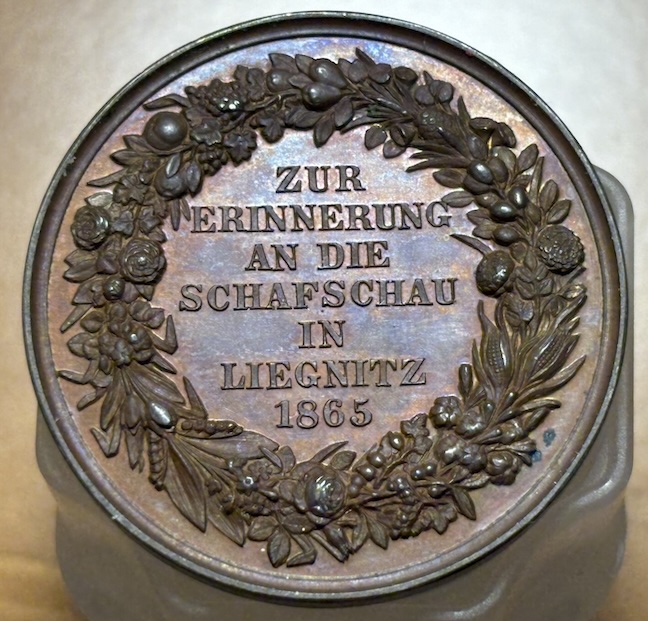 ZUR
ERINNERUNG
AN DIE
SCHAFSCHAU
IN
LIEGNITZ
1865